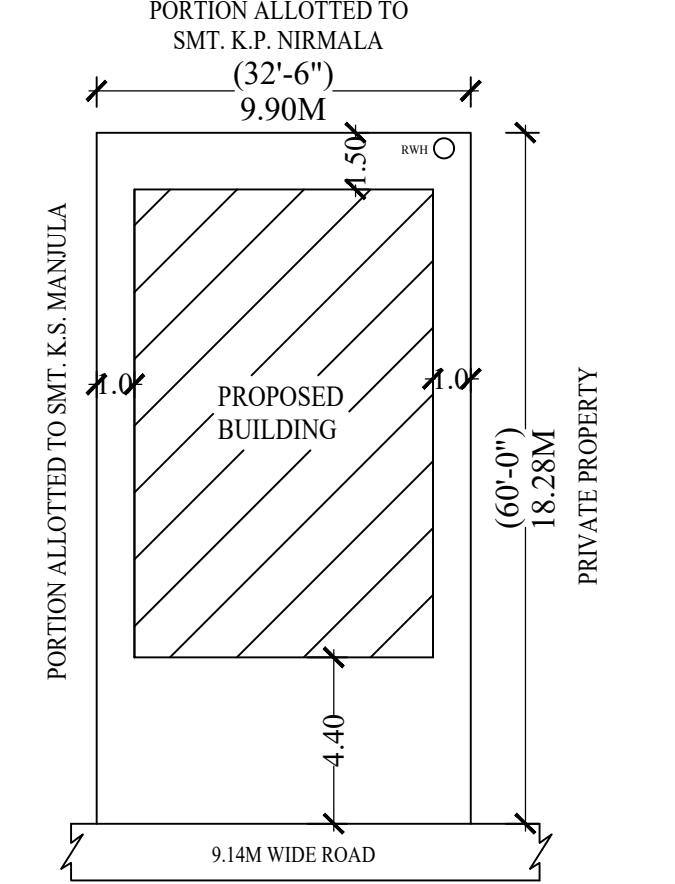 PORTION ALLOTTED TO
SMT. K.P. NIRMALA
(32'-6")
9.90M
1.50
RWH
PORTION ALLOTTED TO SMT. K.S. MANJULA
1.0
1.0
PROPOSED
BUILDING
(60'-0")
18.28M
PRIVATE PROPERTY
4.40
9.14M WIDE ROAD